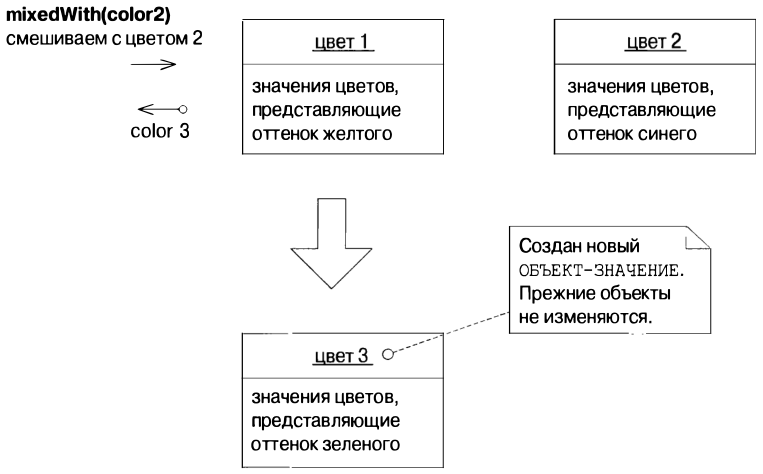 mixedWith(color2)
смешиваем с цветом 2
color 3
цвет 1
значения цветов,
представляющие
оттенок желтого
цвет 2
значения цветов,
представляющие
оттенок синего
Создан новый
ОБЪЕКТ-ЗНАЧЕНИЕ.
Прежние объекты
не изменяются.
цвет 3
значения цветов,
представляющие
оттенок зеленого